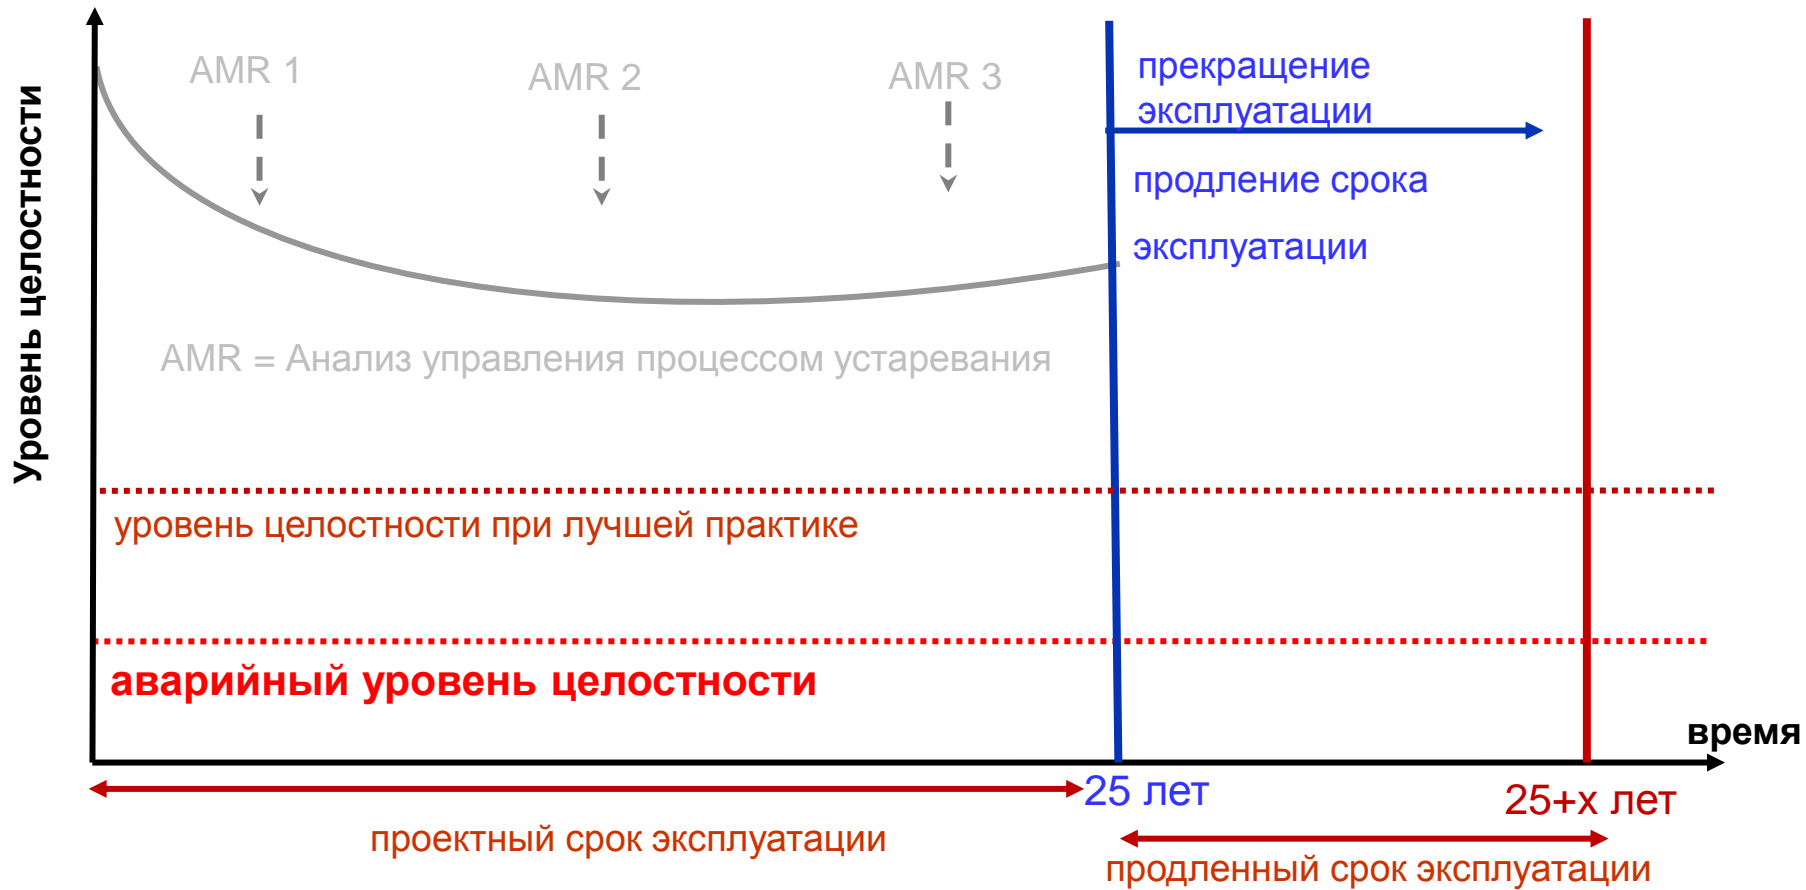 Уровень целостности
AMR 1
AMR 2
AMR 3
прекращение
эксплуатации
продление срока
эксплуатации
AMR = Анализ управления процессом устаревания
уровень целостности при лучшей практике
аварийный уровень целостности
время
25 лет
25+x лет
проектный срок эксплуатации
продленный срок эксплуатации